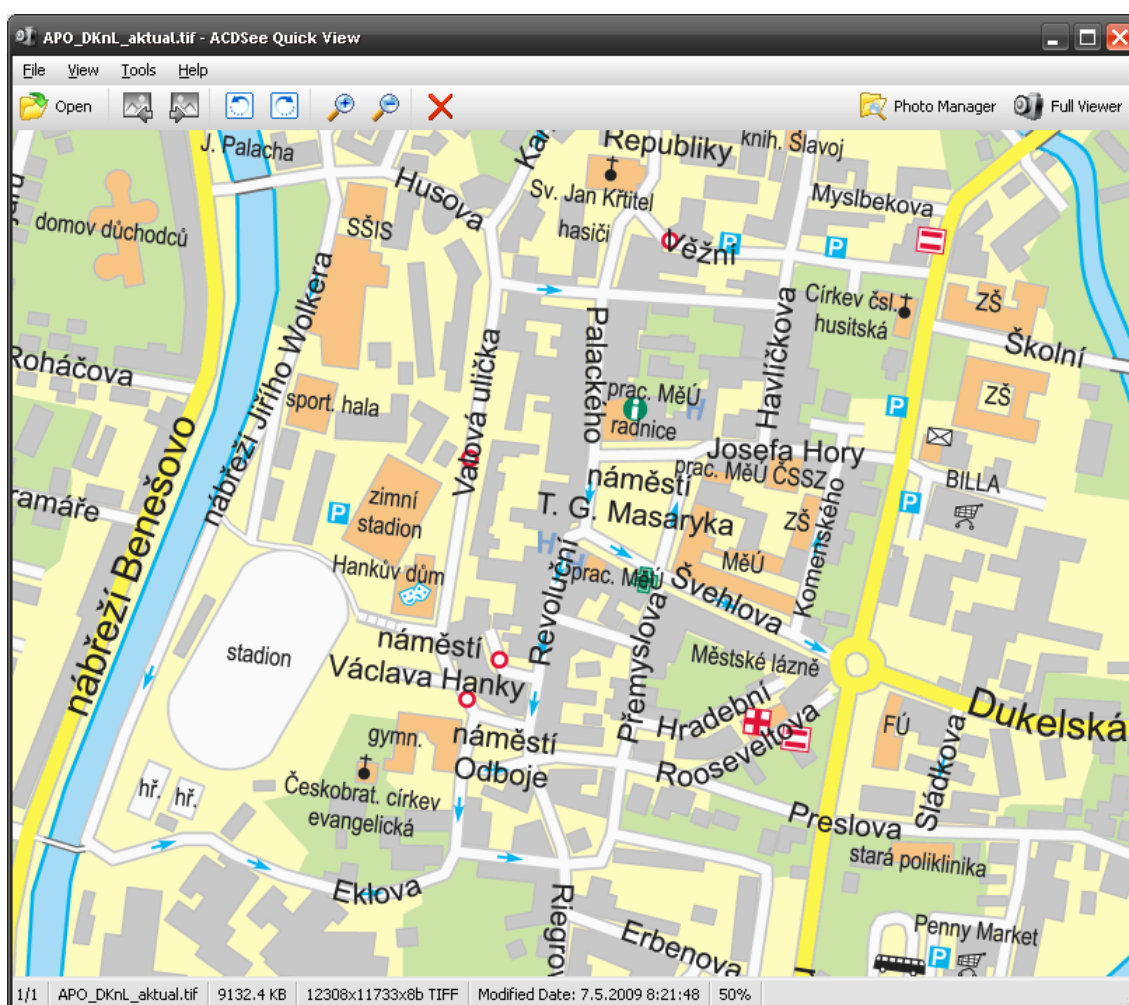 APO_DKnL_aktual.tif - ACDSee Quick View
File View Tools Help
Open Photo Manager Full Viewer
J. Palacha
Republiky
knih. Slavoj
Husova
Sv. Jan Křtitel
Myslbekova
hasiči
domov důchodců
SŠIS
Věžní
P
P
Církev čsl.
husitská
ZŠ
Školní
Roháčova
nábřeží Jiřího Wolkera
Valová ulička
Palackého
Havlíčkova
sport. hala
prac. MěÚ
i
H
radnice
P
ZŠ
Josefa Hory
náměstí
prac. MěÚ ČSSZ
BILLA
T. G. Masaryka
zimní
stadion
P
P
ZŠ
Komenského
nábřeží Benešovo
Hankův dům
H
H
prac. MěÚ
MěÚ
Švehlova
Revoluční
Přemyslova
náměstí
Václava Hanky
stadion
Městské lázně
Hradební
Rooseveltova
Dukelská
FÚ
Sládkova
gymn.
náměstí
Odboje
Českobrat. církev
evangelická
hř.
hř.
Preslova
stará poliklinika
Eklova
Erbenova
Penny Market
P
1/1 APO_DKnL_aktual.tif 9132.4 KB 12308x11733x8b TIFF Modified Date: 7.5.2009 8:21:48 50%